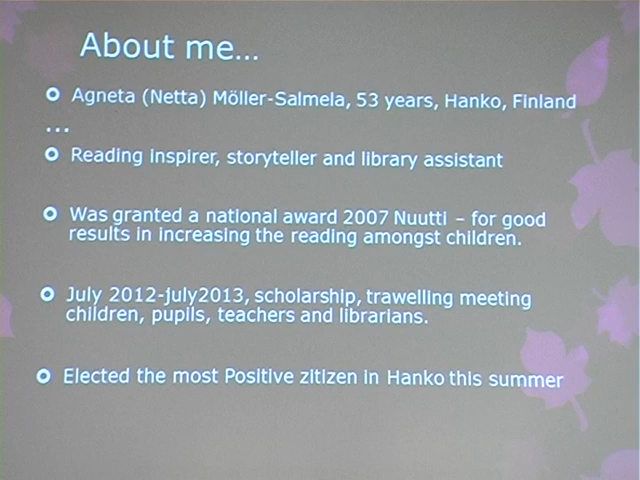 About me...
Agneta (Netta) Möller-Salmela, 53 years, Hanko, Finland
...
Reading inspirer, storyteller and library assistant
Was granted a national award 2007 Nuutti – for good
results in increasing the reading amongst children.
July 2012-july2013, scholarship, trawelling meeting
children, pupils, teachers and librarians.
Elected the most Positive zitizen in Hanko this summer